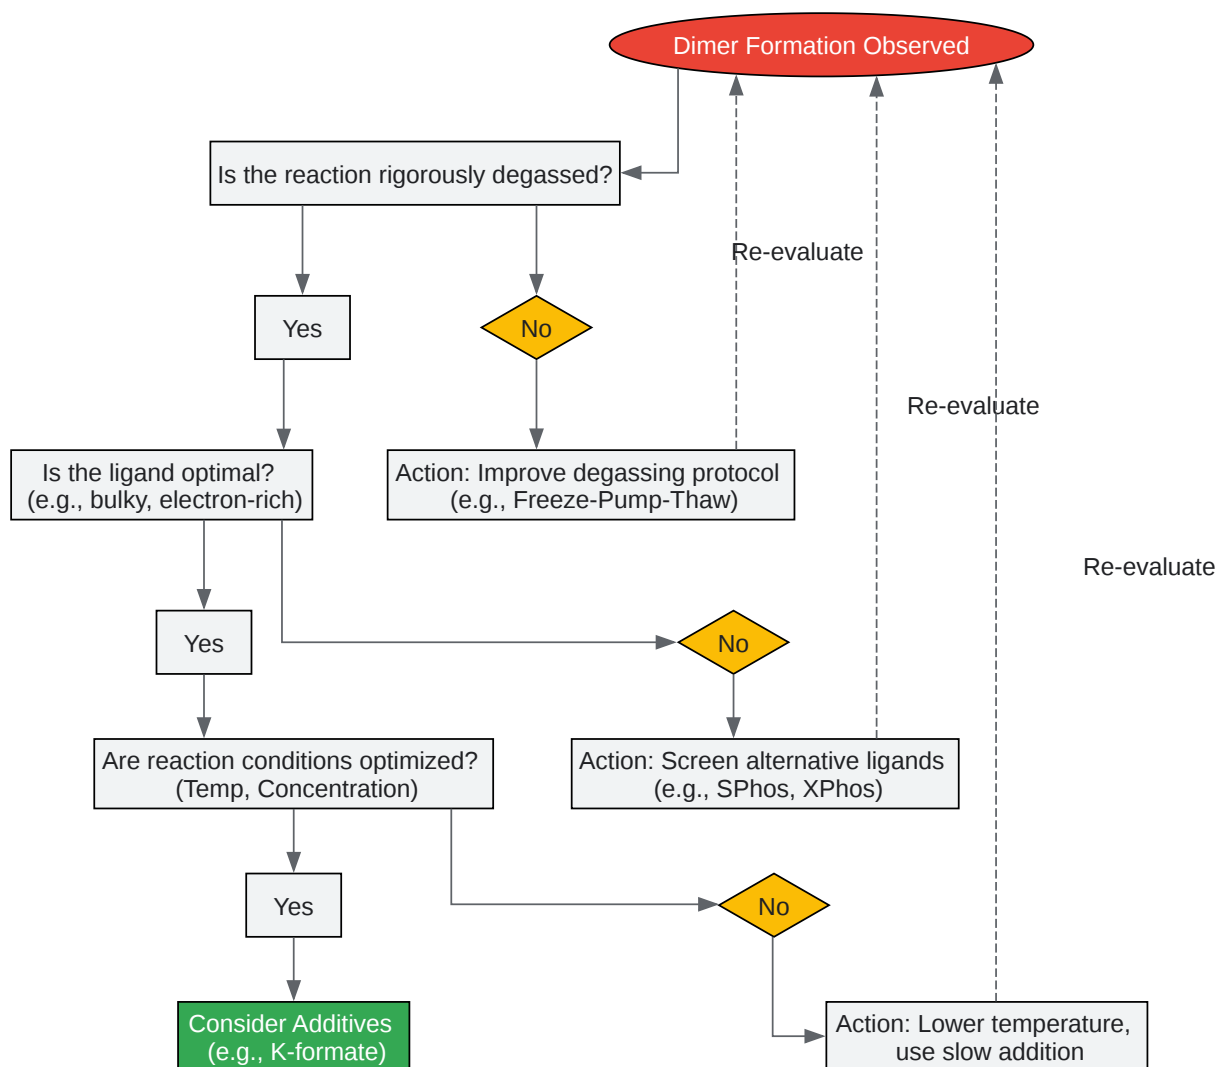 Dimer Formation Observed
Is the reaction rigorously degassed?
Re-evaluate
Yes
No
Re-evaluate
Is the ligand optimal?
(e.g., bulky, electron-rich)
Action: Improve degassing protocol
(e.g., Freeze-Pump-Thaw)
Re-evaluate
Yes
No
Are reaction conditions optimized?
(Temp, Concentration)
Action: Screen alternative ligands
(e.g., SPhos, XPhos)
Yes
No
Consider Additives
(e.g., K-formate)
Action: Lower temperature,
use slow addition